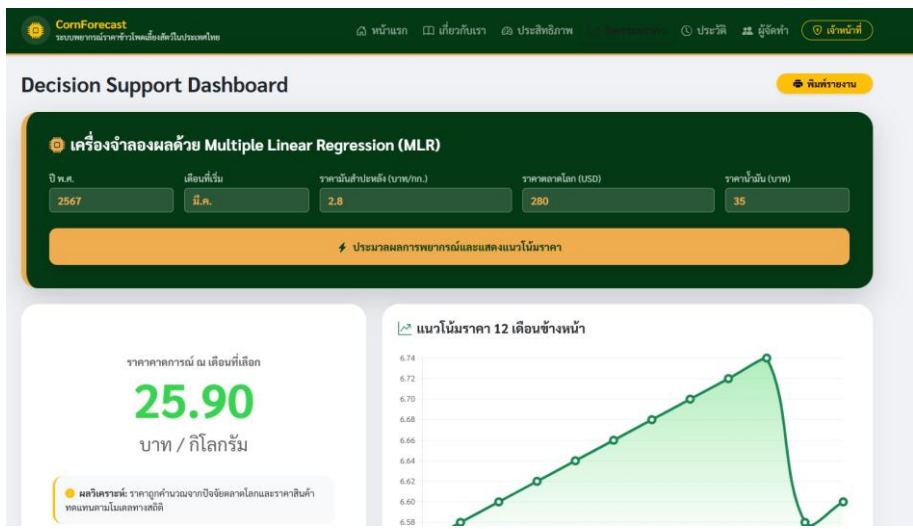 CornForecast
ระบบพยากรณ์ราคาข้าวโพดเลี้ยงสัตว์ในประเทศไทย
หน้าแรก เกี่ยวกับเรา ประสิทธิภาพ ประวัติ ผู้จัดทำ เจ้าหน้าที่
Decision Support Dashboard
พิมพ์รายงาน
เครื่องจำลองผลด้วย Multiple Linear Regression (MLR)
ปี พ.ศ. เดือนที่เริ่ม ราคามันสำปะหลัง (บาท/กก.) ราคาตลาดโลก (USD) ราคาน้ำมัน (บาท)
2567 มี.ค. 2.8 280 35
ประมวลผลการพยากรณ์และแสดงแนวโน้มราคา
ราคาคาดการณ์ ณ เดือนที่เลือก
25.90
บาท / กิโลกรัม
ผลวิเคราะห์: ราคาถูกคำนวณจากปัจจัยตลาดโลกและราคาสินค้า
ทดแทนตามโมเดลทางสถิติ
แนวโน้มราคา 12 เดือนข้างหน้า
6.74
6.72
6.70
6.68
6.66
6.64
6.62
6.60
6.58